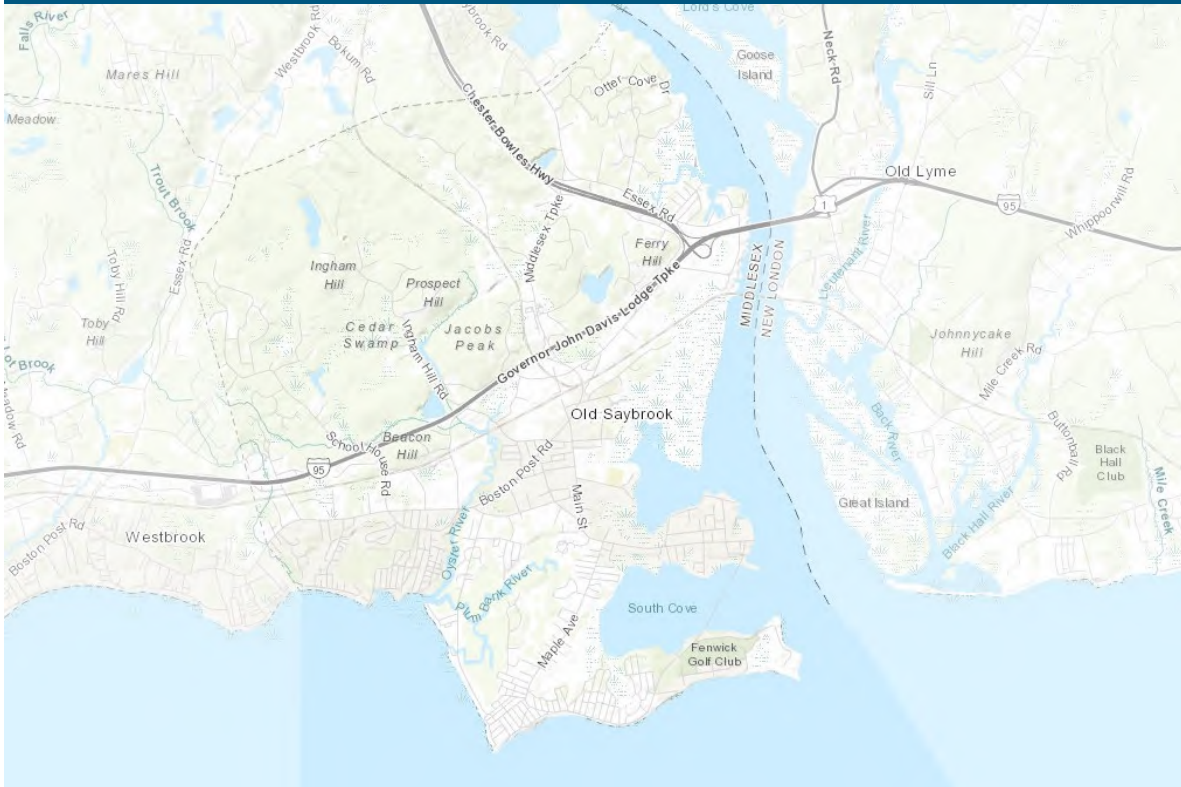 Lord's Cove
Falls River
Westbrook Rd
Bokum Rd
Neck Rd
Goose
Island
Sill Ln
Mares Hill
Otter Cove Dr
Chester-Bowles-Hwy
Meadow
Trout Brook
Essex Rd
Old Lyme
1
95
Whippoorwill Rd
Middlesex Tpke
Essex Rd
Ferry
Hill
Lieutenant River
Toby Hill Rd
Ingham
Hill
Prospect
Hill
MIDDLESEX
NEW LONDON
Toby
Hill
Cedar
Swamp
Jacobs
Peak
Ingham Hill Rd
Governor-John-Davis-Lodge-Tpke
Johnnycake
Hill
Mile Creek Rd
Lot of Brook
Meadow Rd
Old Saybrook
Back River
Buttonball Rd
School House Rd
Beacon
Hill
Black
Hall
Club
95
Boston Post Rd
Main St
Great Island
Mile Creek
Westbrook
Boston Post Rd
Oyster River
Black Hall River
Plum Bank River
South Cove
Maple Ave
Fenwick
Golf Club